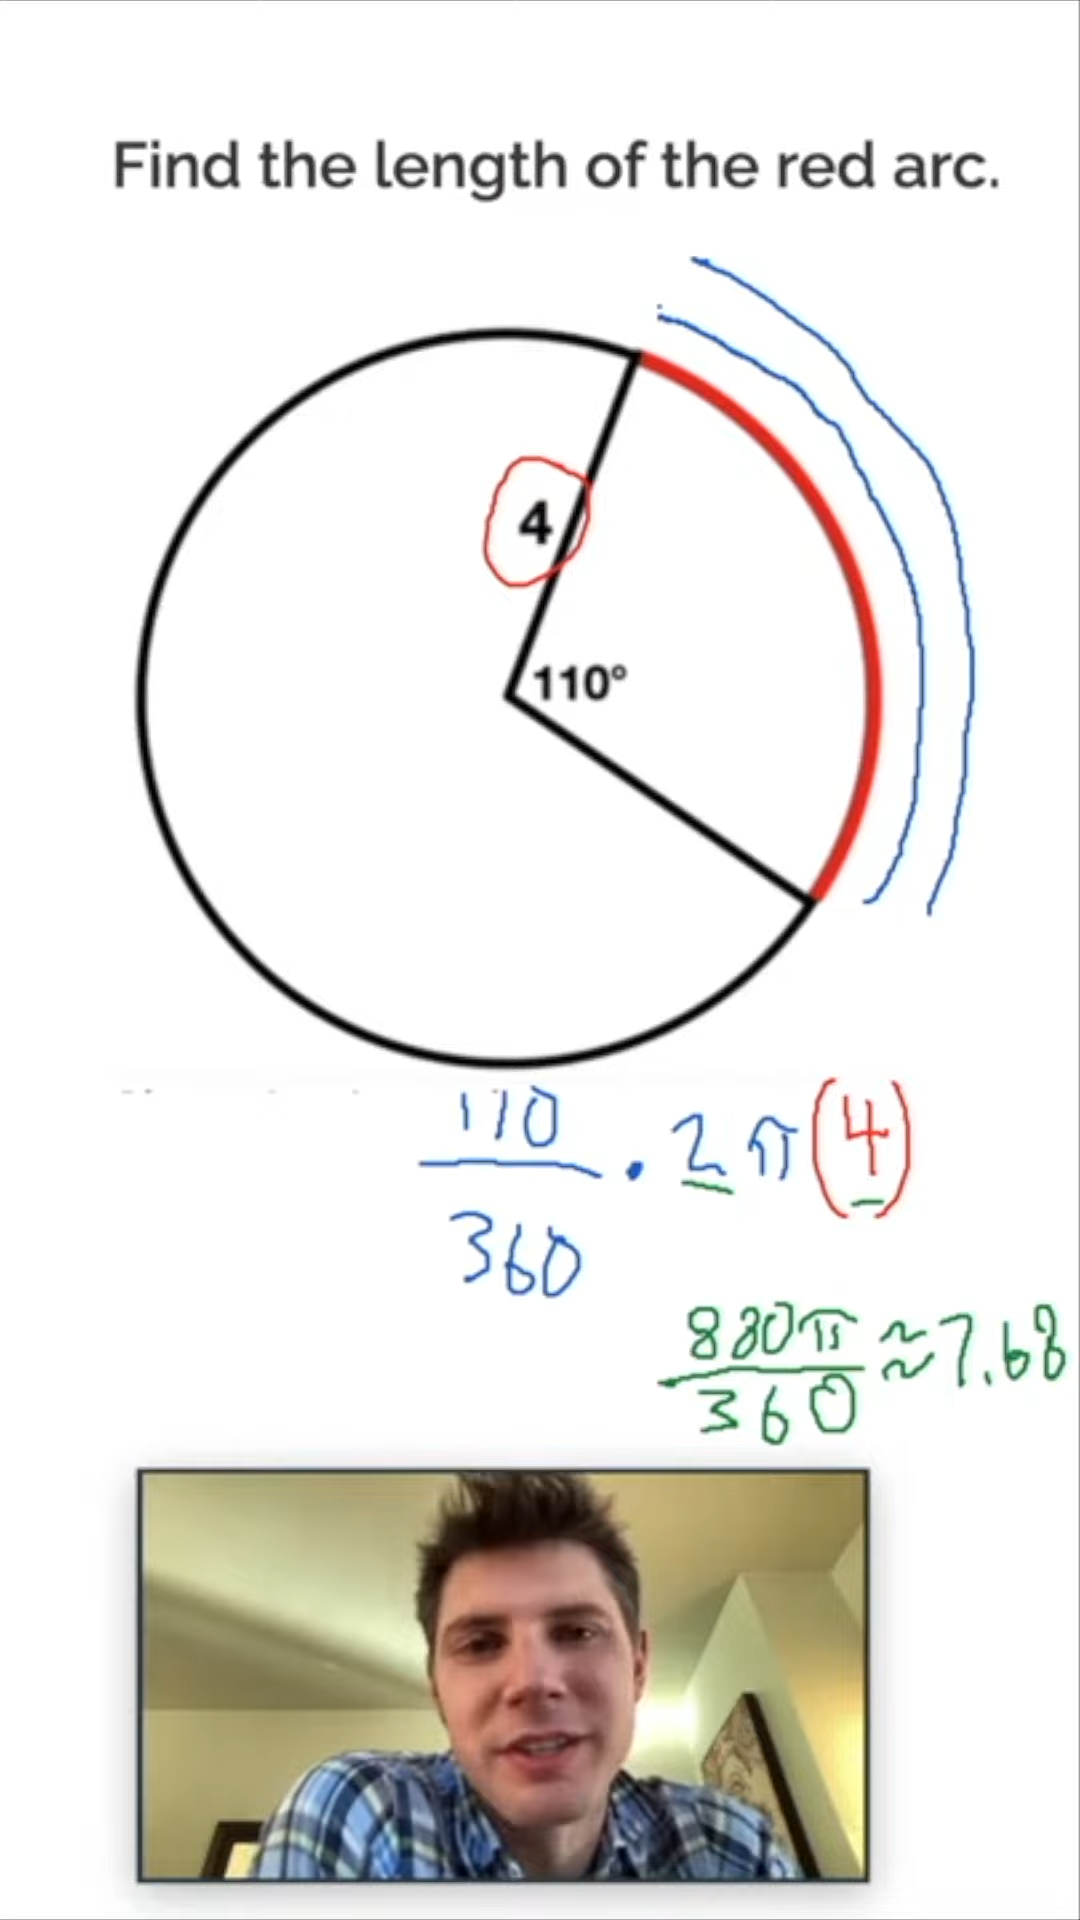 Find the length of the red arc.
4
110°
110/360 · 2π(4)
880π/360 ≈ 7.68